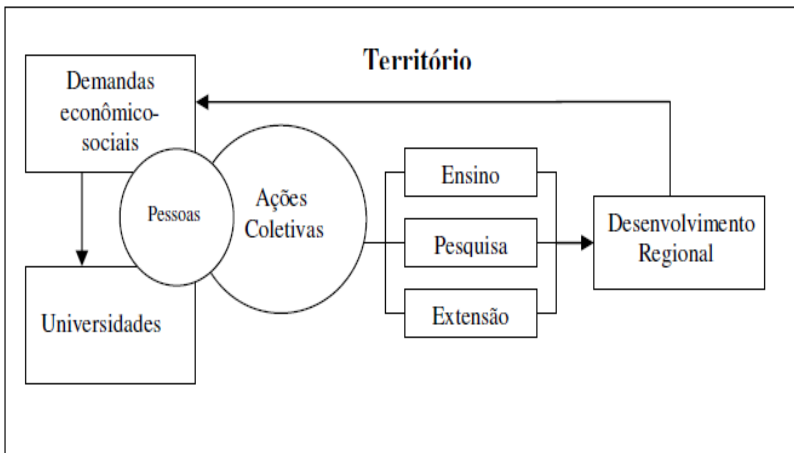 Território
Demandas
econômico-
sociais
Pessoas
Ações
Coletivas
Universidades
Ensino
Pesquisa
Extensão
Desenvolvimento
Regional